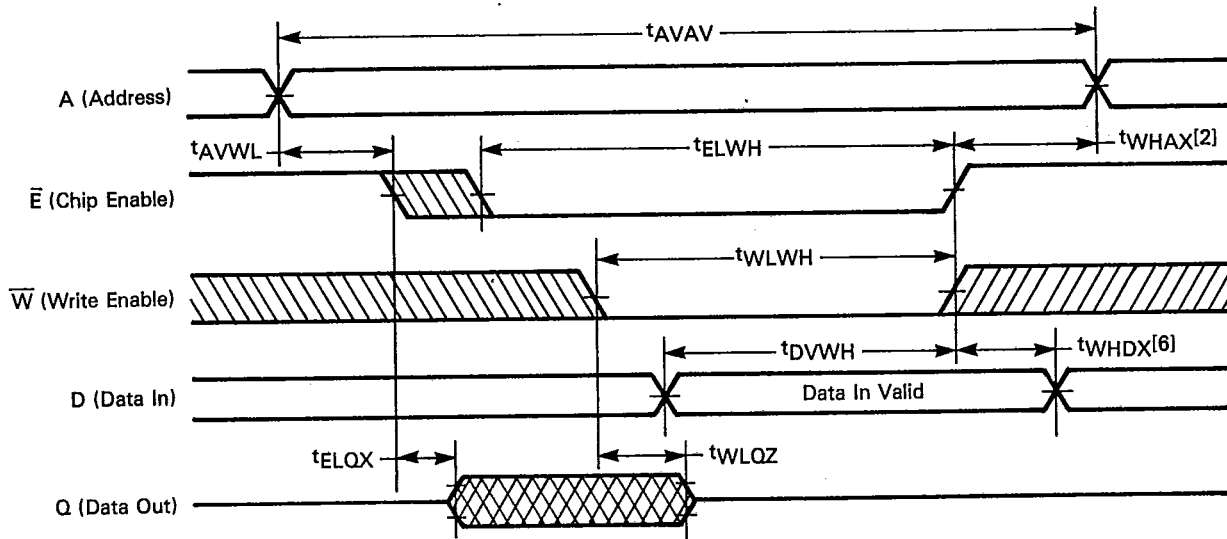 tAVAV
A (Address)
tAVWL
tELWH
tWHAX[2]
E̅ (Chip Enable)
tWLWH
W̅ (Write Enable)
tDVWH
tWHDX[6]
D (Data In)
Data In Valid
tELQX
tWLQZ
Q (Data Out)